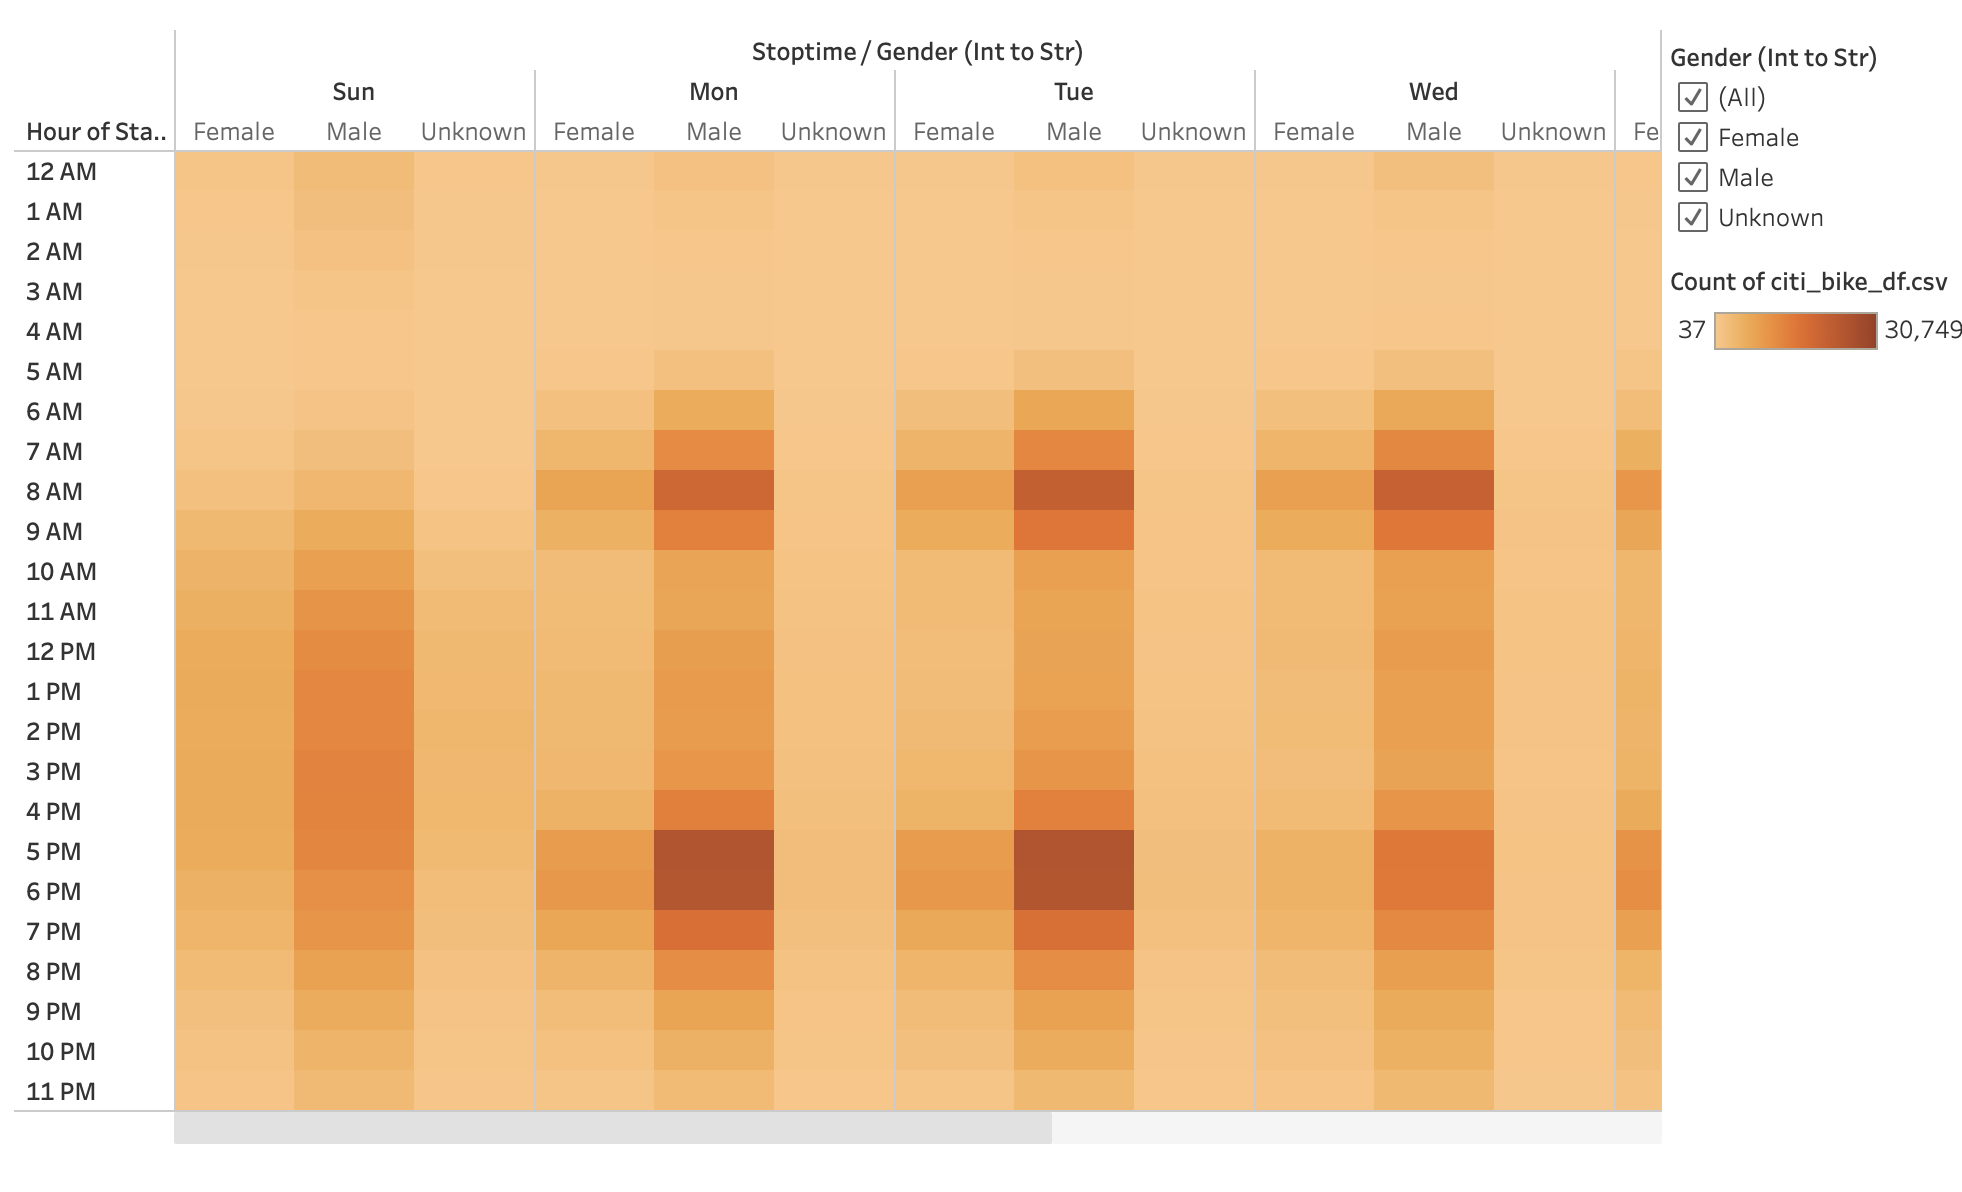 Stoptime / Gender (Int to Str)
Sun Mon Tue Wed
Hour of Sta.. Female Male Unknown Female Male Unknown Female Male Unknown Female Male Unknown Fe
12 AM
1 AM
2 AM
3 AM
4 AM
5 AM
6 AM
7 AM
8 AM
9 AM
10 AM
11 AM
12 PM
1 PM
2 PM
3 PM
4 PM
5 PM
6 PM
7 PM
8 PM
9 PM
10 PM
11 PM
Gender (Int to Str)
(All)
Female
Male
Unknown
Count of citi_bike_df.csv
37 30,749